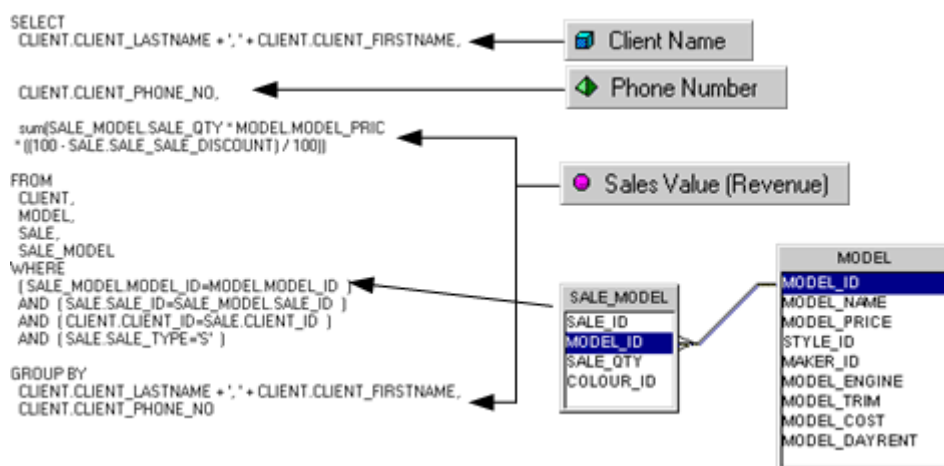 SELECT
CLIENT.CLIENT_LASTNAME + ', ' + CLIENT.CLIENT_FIRSTNAME,
Client Name
CLIENT.CLIENT_PHONE_NO,
Phone Number
sum(SALE_MODEL.SALE_QTY * MODEL.MODEL_PRIC
* ((100 - SALE.SALE_SALE_DISCOUNT) / 100))
Sales Value (Revenue)
FROM
CLIENT,
MODEL,
SALE,
SALE_MODEL
WHERE
( SALE_MODEL.MODEL_ID=MODEL.MODEL_ID )
AND ( SALE.SALE_ID=SALE_MODEL.SALE_ID )
AND ( CLIENT.CLIENT_ID=SALE.CLIENT_ID )
AND ( SALE.SALE_TYPE='S' )
GROUP BY
CLIENT.CLIENT_LASTNAME + ', ' + CLIENT.CLIENT_FIRSTNAME,
CLIENT.CLIENT_PHONE_NO
SALE_MODEL
SALE_ID
MODEL_ID
SALE_QTY
COLOUR_ID
MODEL
MODEL_ID
MODEL_NAME
MODEL_PRICE
STYLE_ID
MAKER_ID
MODEL_ENGINE
MODEL_TRIM
MODEL_COST
MODEL_DAYRENT